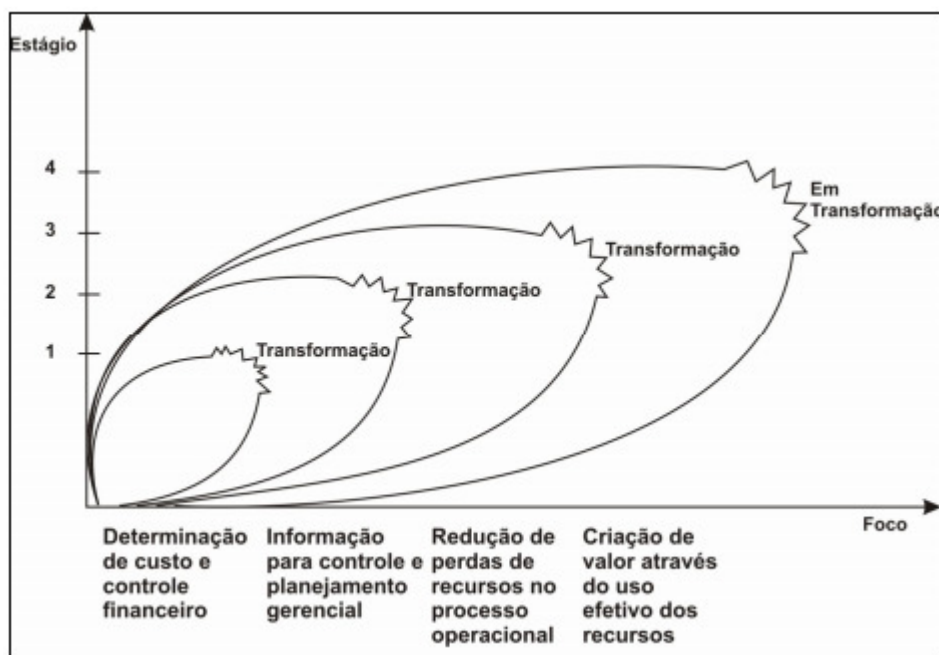 Estágio
4
Em
Transformação
3
Transformação
2
Transformação
1
Transformação
Foco
Determinação
de custo e
controle
financeiro
Informação
para controle e
planejamento
gerencial
Redução de
perdas de
recursos no
processo
operacional
Criação de
valor através
do uso
efetivo dos
recursos